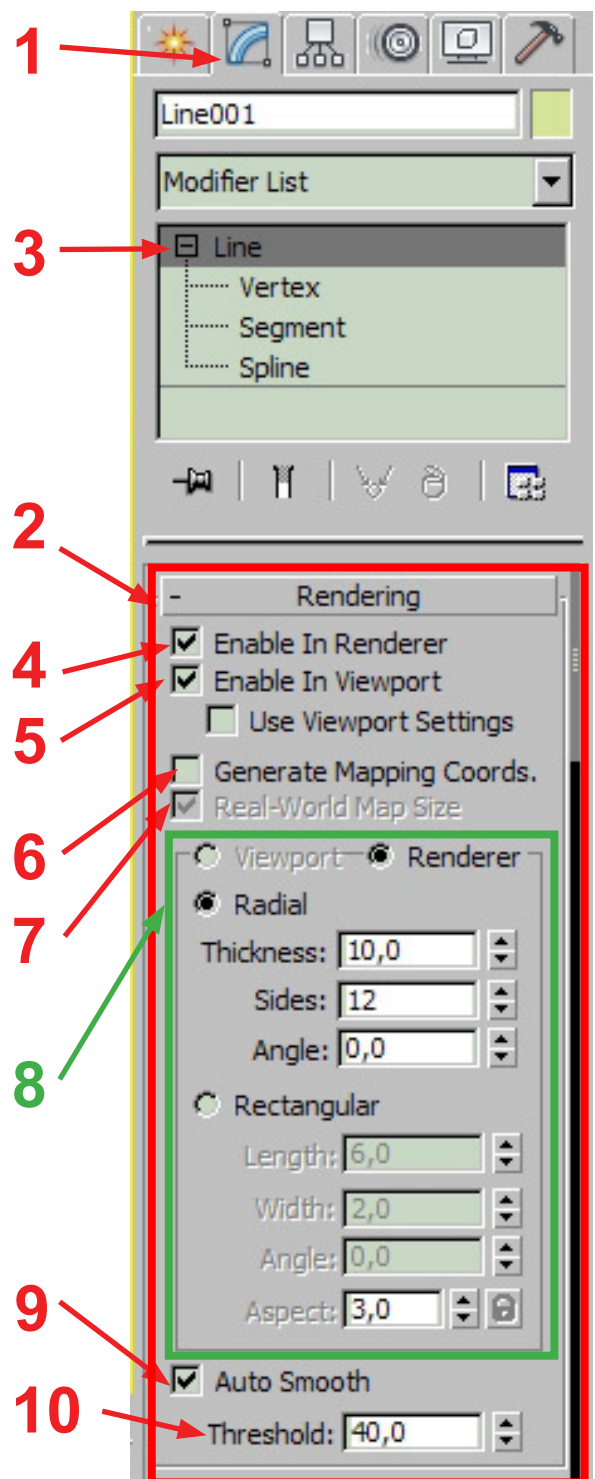 1
Line001
Modifier List
3
Line
Vertex
Segment
Spline
2
- Rendering
4
Enable In Renderer
5
Enable In Viewport
Use Viewport Settings
6
Generate Mapping Coords.
7
Real-World Map Size
Viewport Renderer
Radial
Thickness: 10,0
Sides: 12
8
Angle: 0,0
Rectangular
Length: 6,0
Width: 2,0
Angle: 0,0
9
Aspect: 3,0
Auto Smooth
10
Threshold: 40,0